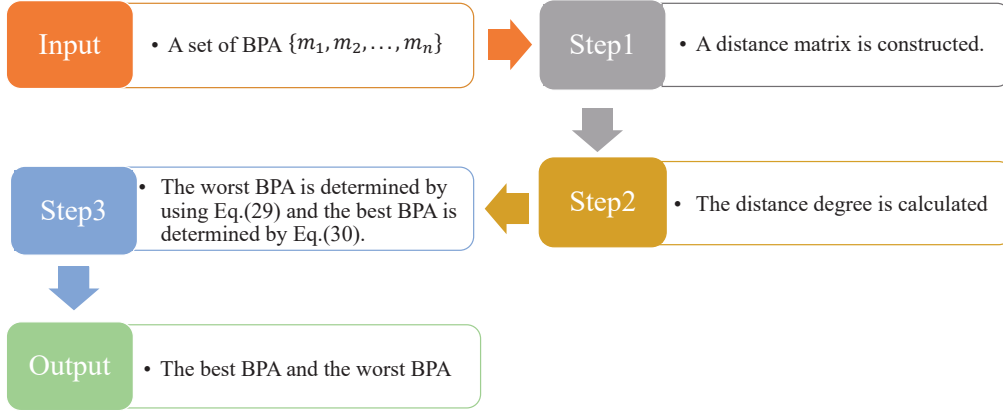 Input
• A set of BPA {m₁, m₂, …, mₙ}
Step1
• A distance matrix is constructed.
Step2
• The distance degree is calculated
Step3
• The worst BPA is determined by
using Eq.(29) and the best BPA is
determined by Eq.(30).
Output
• The best BPA and the worst BPA